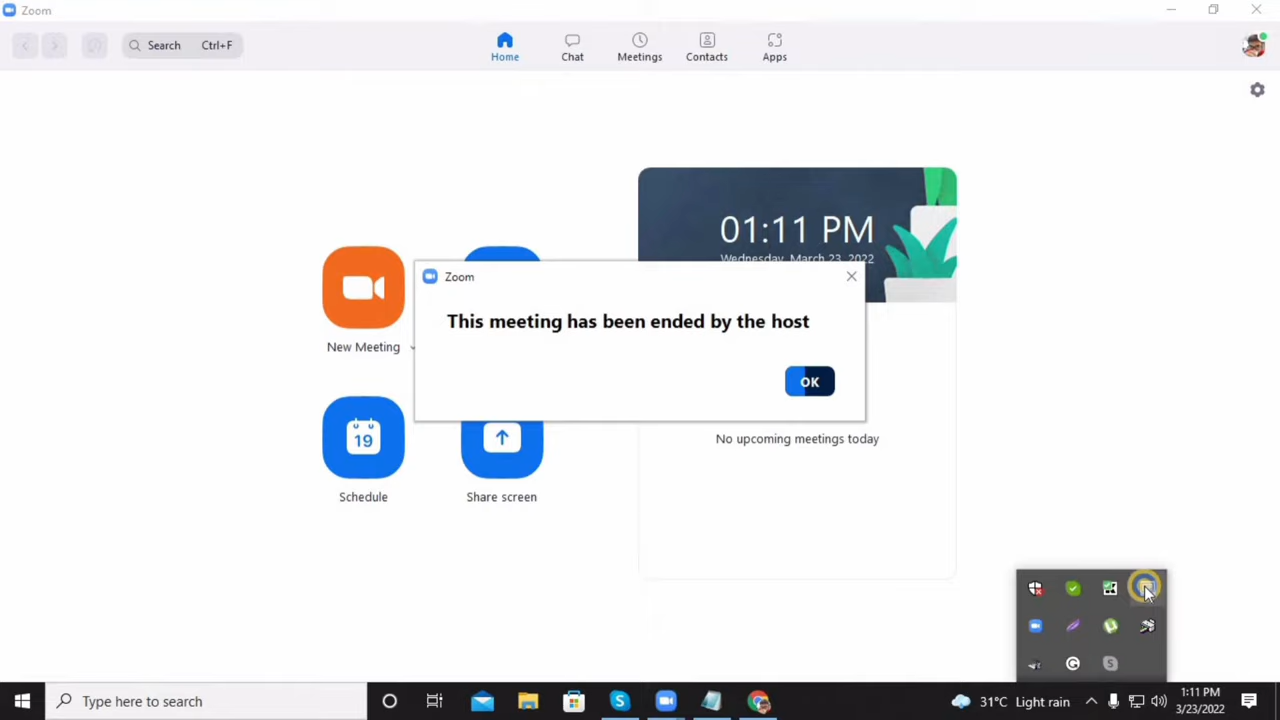 Zoom
Search Ctrl+F
Home
Chat
Meetings
Contacts
Apps
01:11 PM
Wednesday, March 23, 2022
Zoom
This meeting has been ended by the host
OK
New Meeting
19
Schedule
Share screen
No upcoming meetings today
Type here to search
31°C Light rain
1:11 PM
3/23/2022